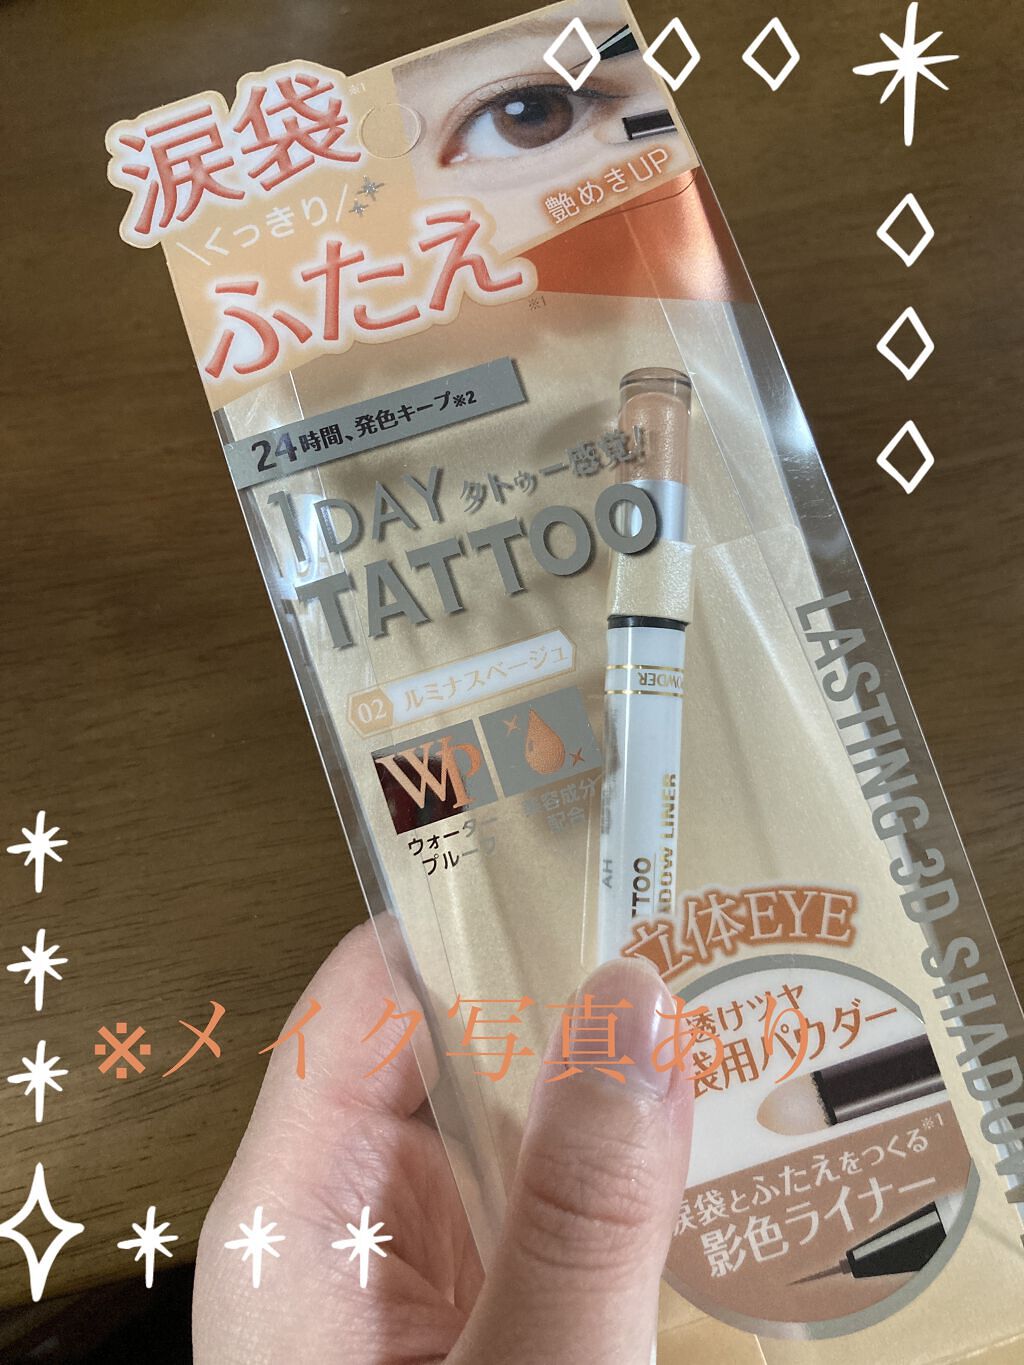 涙袋※1
\くっきり/
ふたえ※1
艶めきUP
24時間、発色キープ※2
1DAY タトゥー感覚!
TATTOO
02 ルミナスベージュ
WP
ウォーター
プルーフ
美容成分
配合
LASTING 3D SHADOW
立体EYE
透けツヤ
袋用パウダー
涙袋とふたえをつくる※1
影色ライナー
※メイク写真あり